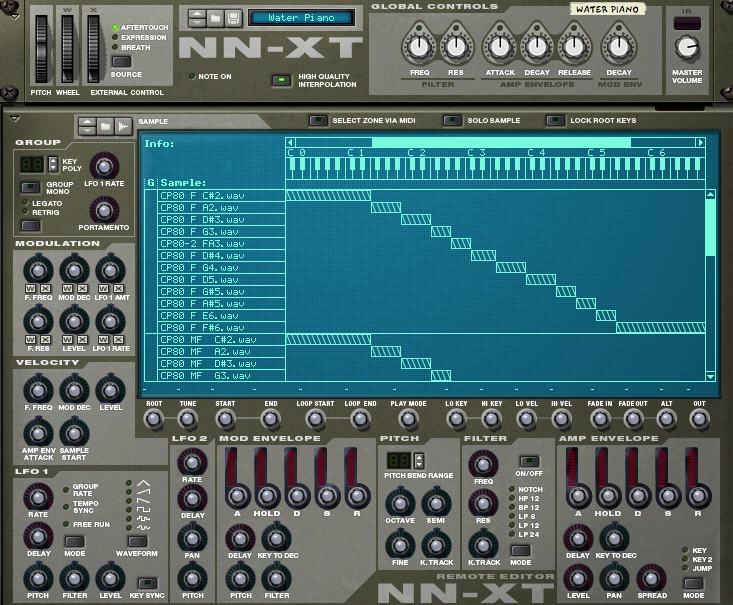 GLOBAL CONTROLS
WATER PIANO
W X
AFTERTOUCH
EXPRESSION
BREATH
SOURCE
PITCH WHEEL EXTERNAL CONTROL
Water Piano
NN-XT
NOTE ON
HIGH QUALITY
INTERPOLATION
FREQ RES ATTACK DECAY RELEASE DECAY
FILTER AMP ENVELOPE MOD ENV
IR
MASTER
VOLUME
SAMPLE
SELECT ZONE VIA MIDI
SOLO SAMPLE
LOCK ROOT KEYS
GROUP
KEY
POLY
GROUP
MONO
LFO 1 RATE
LEGATO
RETRIG
PORTAMENTO
Info:
C 0 C 1 C 2 C 3 C 4 C 5 C 6
G Sample:
CP80 F C#2.wav
CP80 F A2.wav
CP80 F D#3.wav
CP80 F G3.wav
CP80-2 FA3.wav
CP80 F D#4.wav
CP80 F G4.wav
CP80 F D5.wav
CP80 F G#5.wav
CP80 F A#5.wav
CP80 F E6.wav
CP80 F F#6.wav
CP80 MF C#2.wav
CP80 MF A2.wav
CP80 MF D#3.wav
CP80 MF G3.wav
MODULATION
W X W X W X
F. FREQ MOD DEC LFO 1 AMT
W X W X W X
F. RES LEVEL LFO 1 RATE
VELOCITY
F. FREQ MOD DEC LEVEL
AMP ENV
ATTACK
SAMPLE
START
ROOT TUNE START END LOOP START LOOP END PLAY MODE LO KEY HI KEY LO VEL HI VEL FADE IN FADE OUT ALT OUT
LFO 1
RATE
GROUP
RATE
TEMPO
SYNC
FREE RUN
DELAY
MODE
WAVEFORM
PITCH FILTER LEVEL KEY SYNC
LFO 2
RATE
DELAY
PAN
PITCH
MOD ENVELOPE
A HOLD D S R
DELAY KEY TO DEC
PITCH FILTER
PITCH
PITCH BEND RANGE
OCTAVE SEMI
FINE K.TRACK
FILTER
FREQ
ON/OFF
RES
NOTCH
HP 12
BP 12
LP 6
LP 12
LP 24
K.TRACK
MODE
AMP ENVELOPE
A HOLD D S R
DELAY KEY TO DEC
KEY
KEY 2
JUMP
LEVEL PAN SPREAD MODE
REMOTE EDITOR
NN-XT